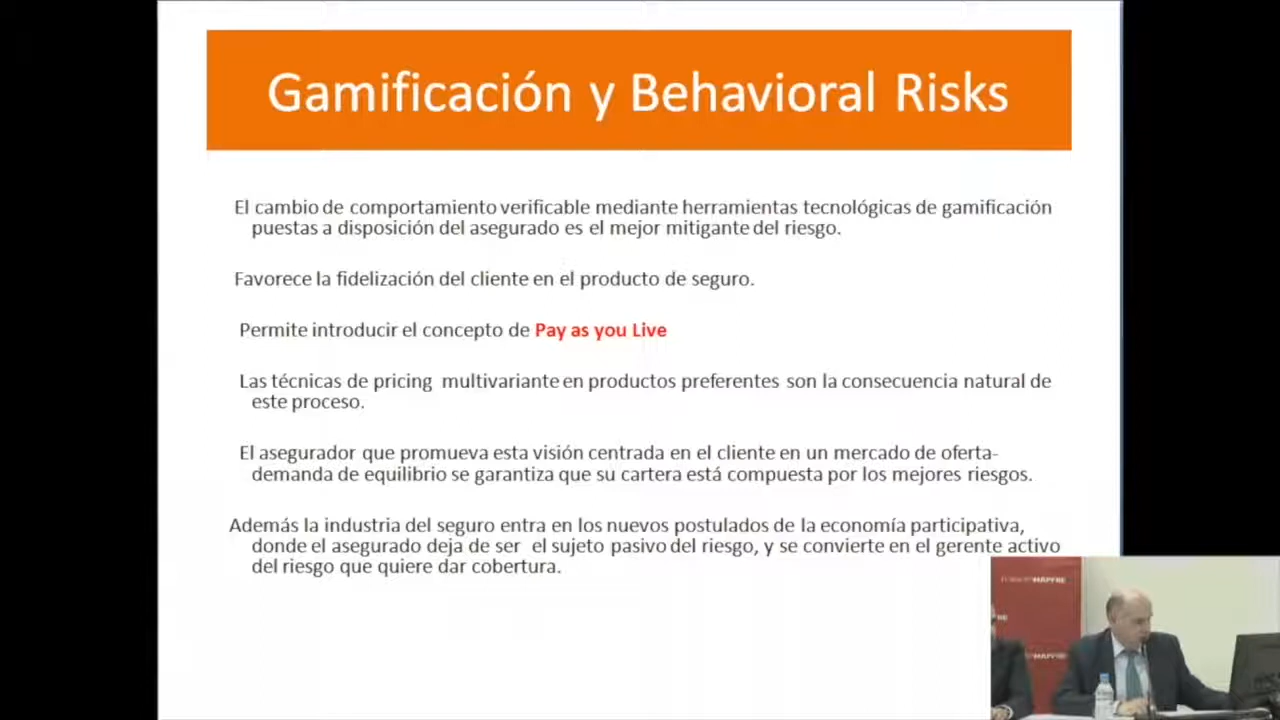 Gamificación y Behavioral Risks
El cambio de comportamiento verificable mediante herramientas tecnológicas de gamificación
puestas a disposición del asegurado es el mejor mitigante del riesgo.
Favorece la fidelización del cliente en el producto de seguro.
Permite introducir el concepto de Pay as you Live
Las técnicas de pricing multivariante en productos preferentes son la consecuencia natural de
este proceso.
El asegurador que promueva esta visión centrada en el cliente en un mercado de oferta-
demanda de equilibrio se garantiza que su cartera está compuesta por los mejores riesgos.
Además la industria del seguro entra en los nuevos postulados de la economía participativa,
donde el asegurado deja de ser el sujeto pasivo del riesgo, y se convierte en el gerente activo
del riesgo que quiere dar cobertura.
MAPFRE
MAPFRE